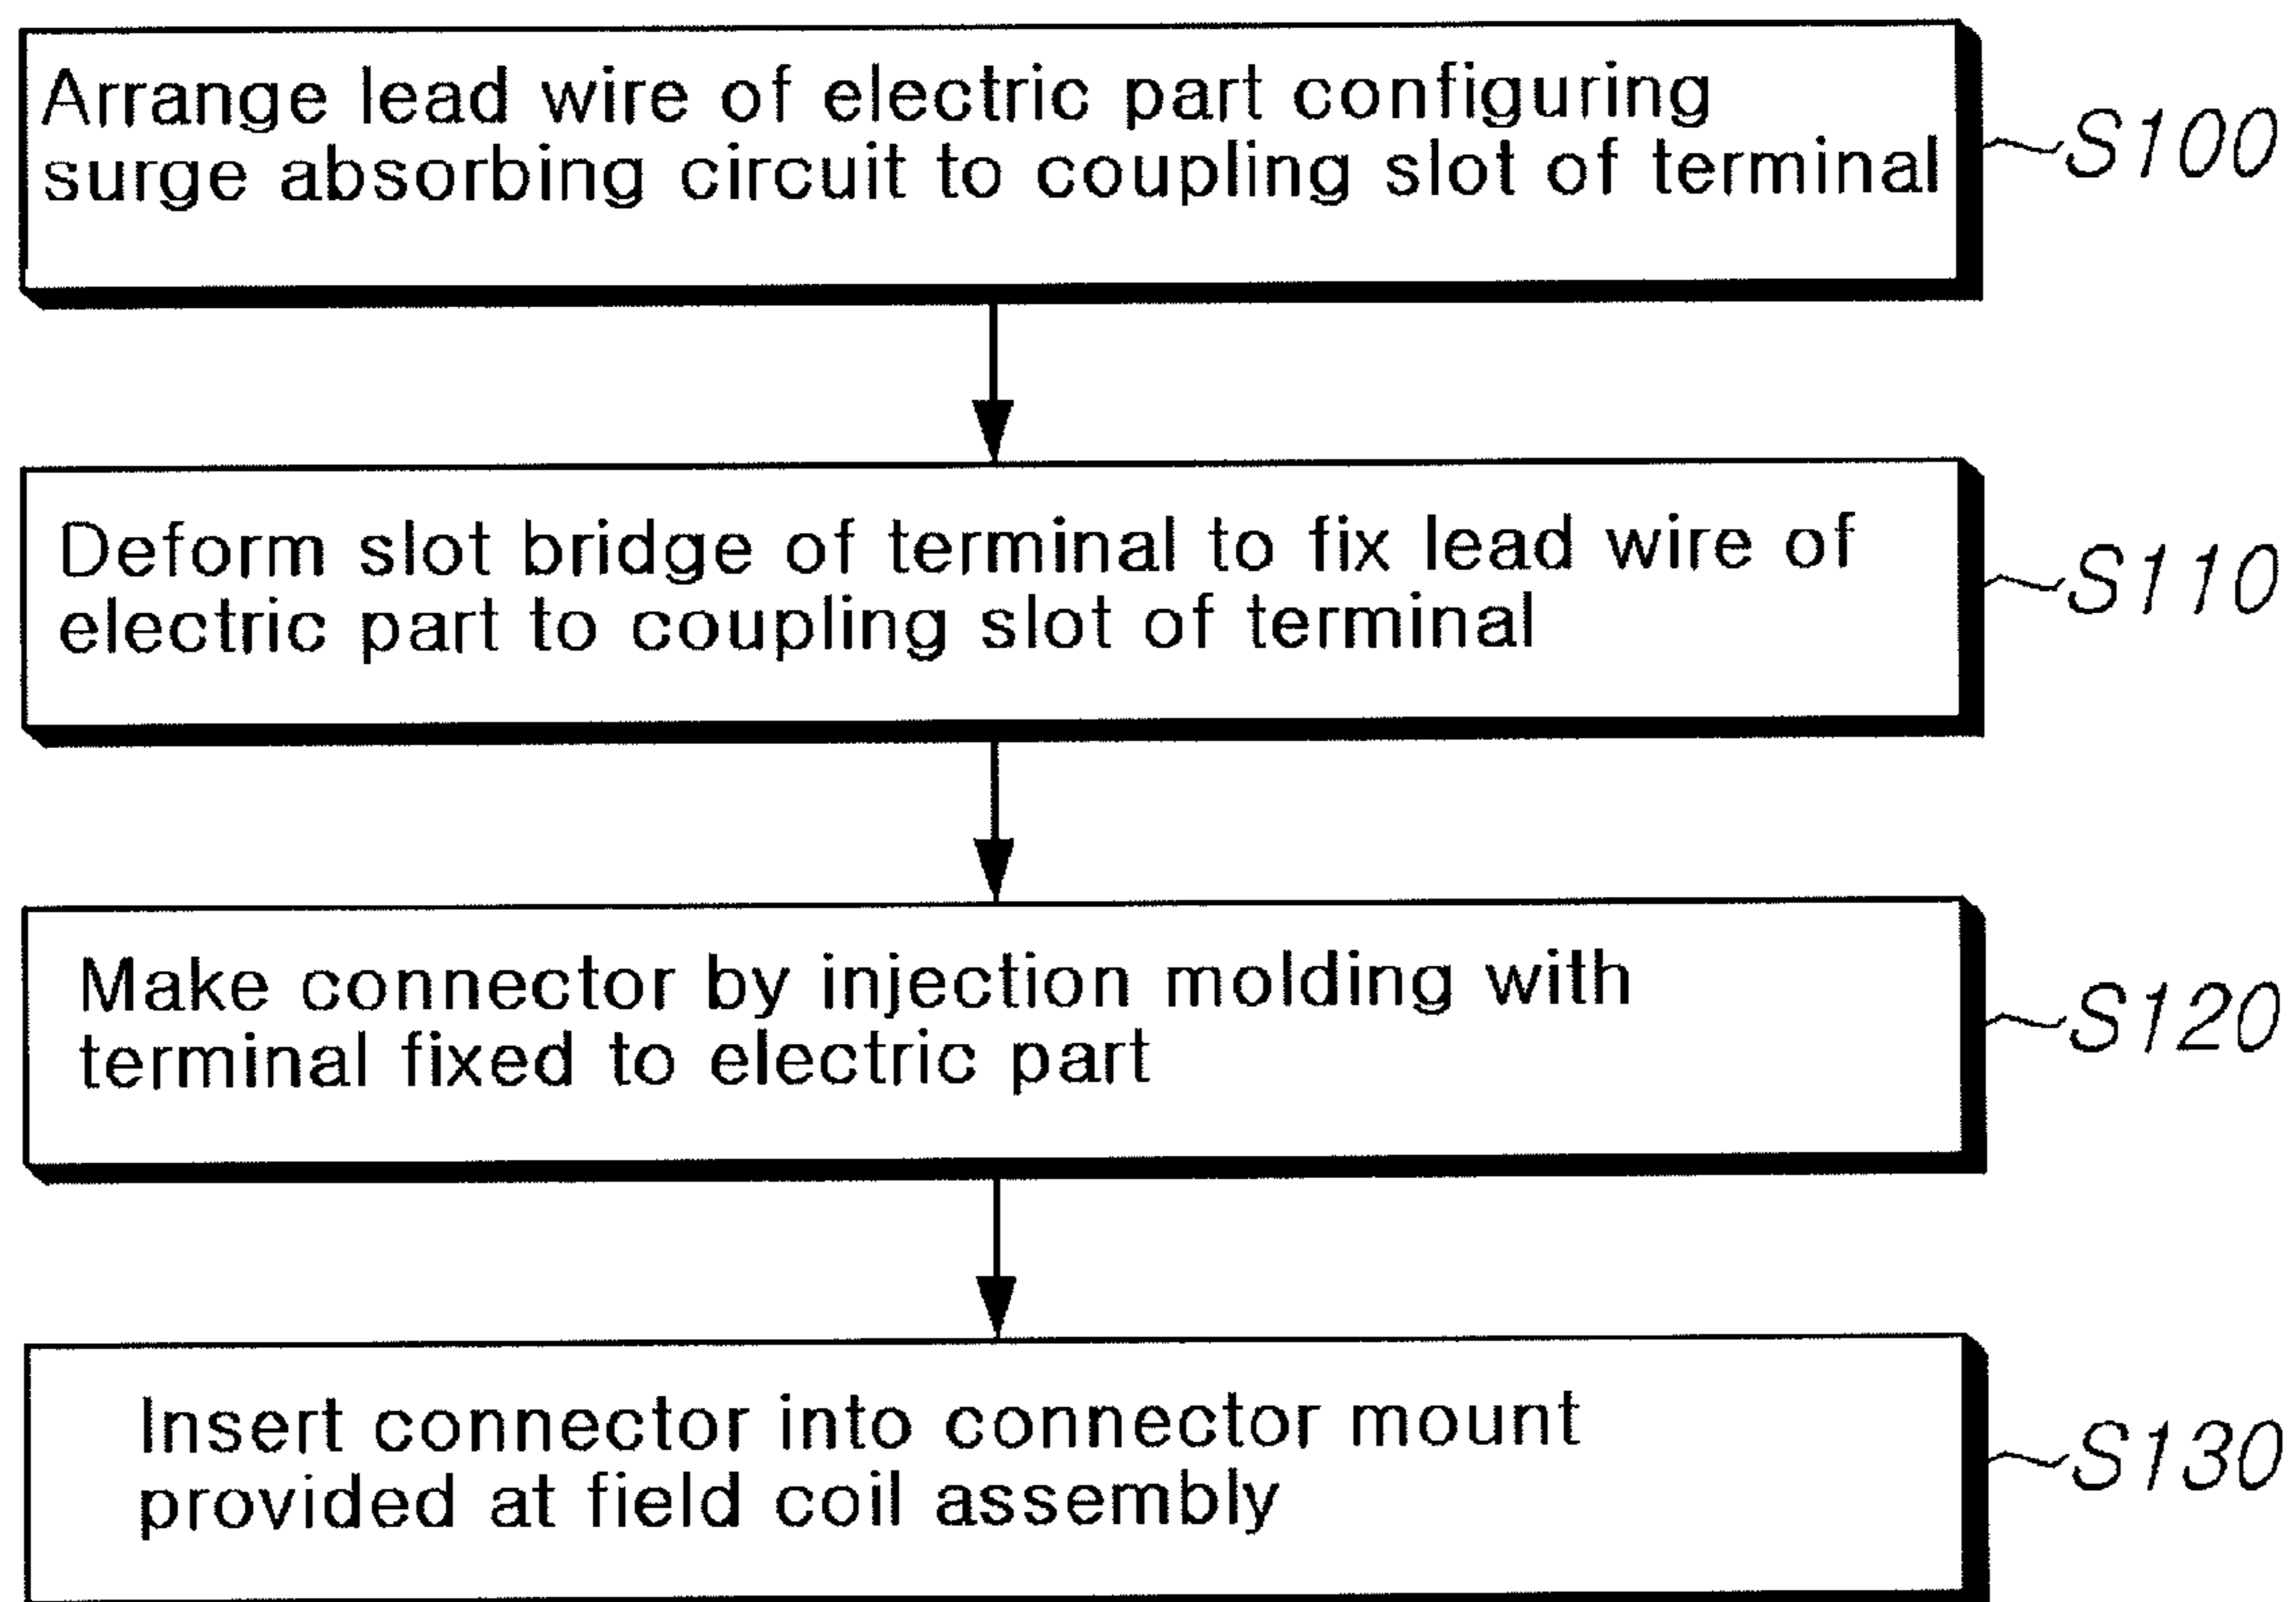 Arrange lead wire of electric part configuring
surge absorbing circuit to coupling slot of terminal
S100
Deform slot bridge of terminal to fix lead wire of
electric part to coupling slot of terminal
S110
Make connector by injection molding with
terminal fixed to electric part
S120
Insert connector into connector mount
provided at field coil assembly
S130